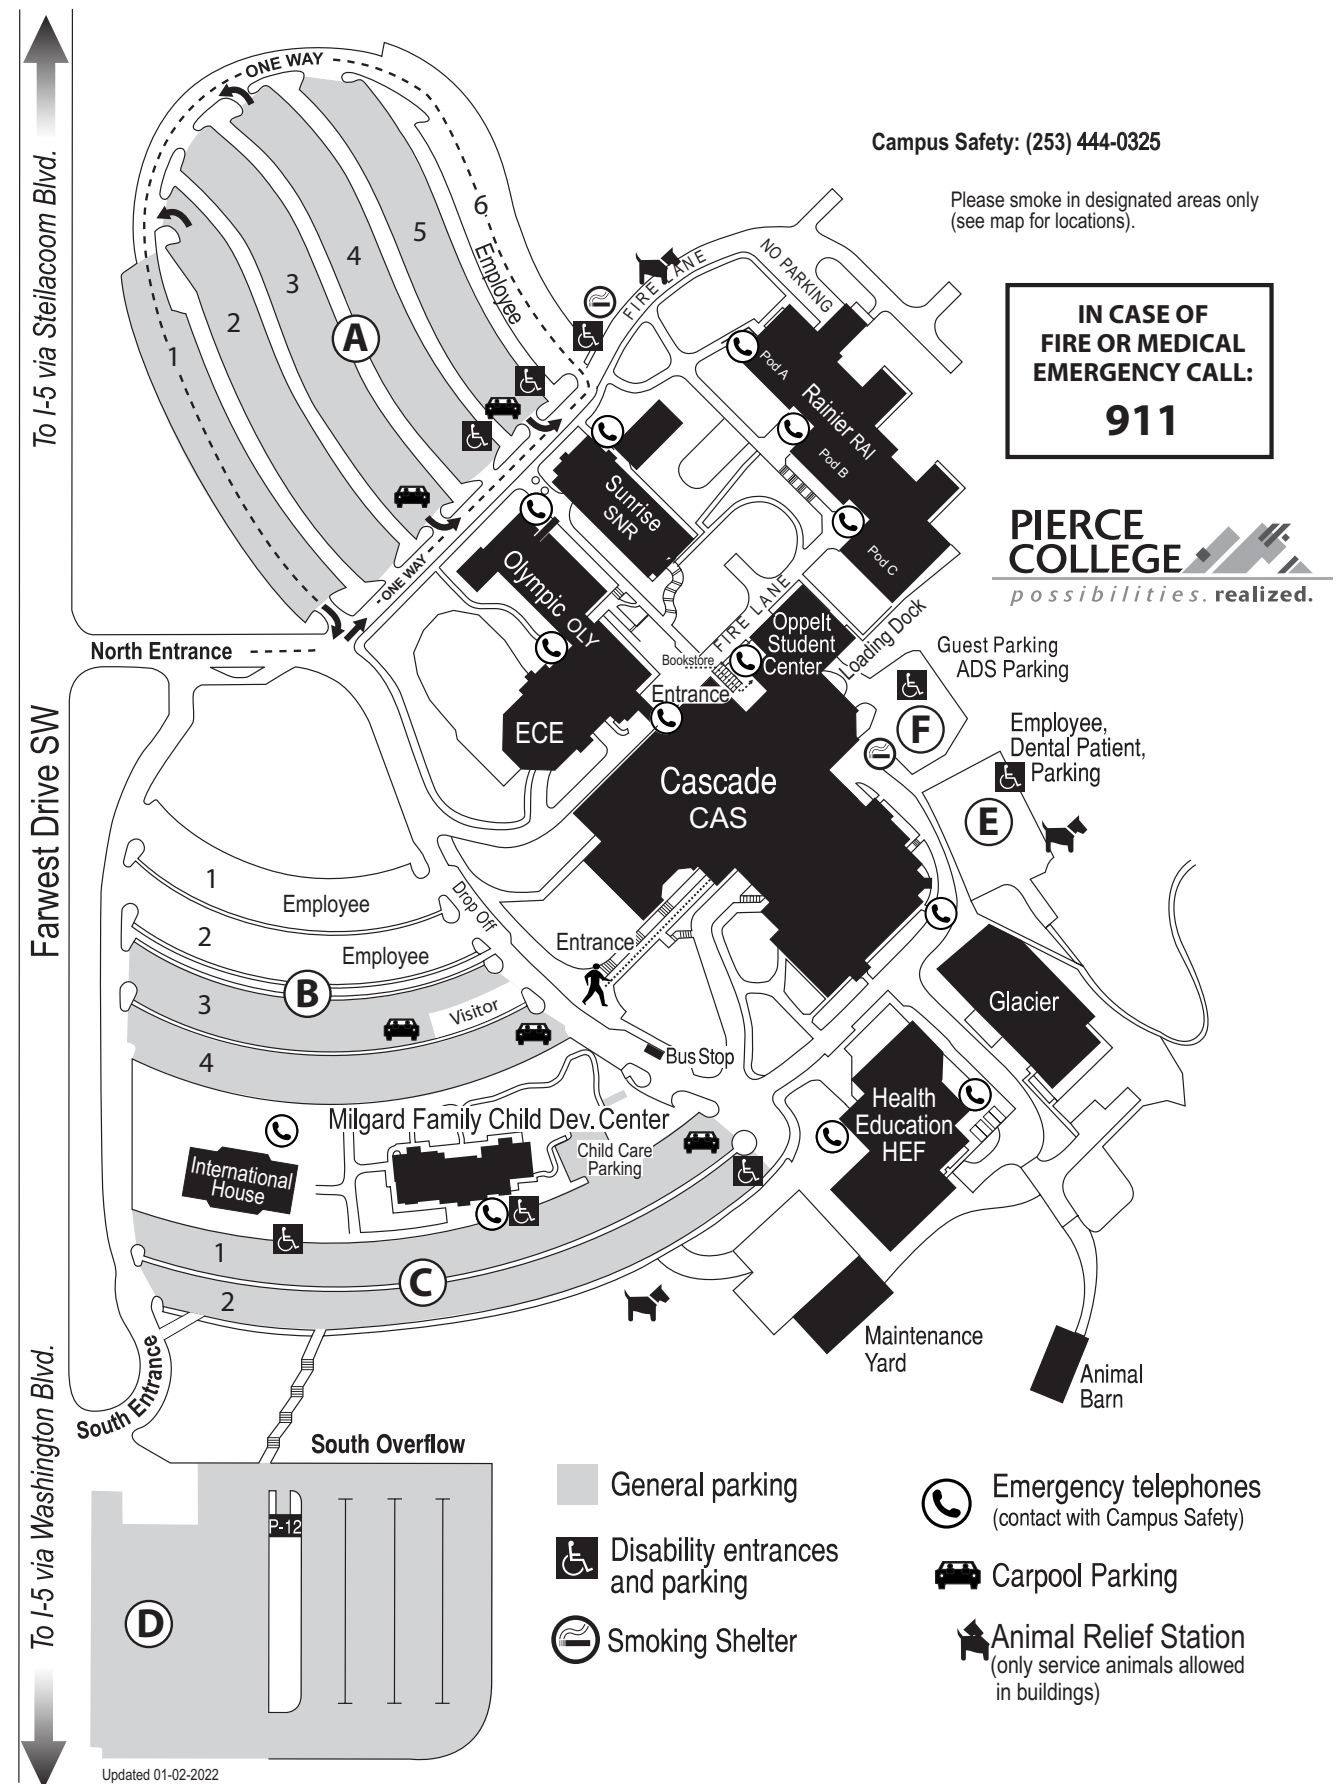 ONE WAY
To I-5 via Steilacoom Blvd.
Campus Safety: (253) 444-0325
Please smoke in designated areas only
(see map for locations).
1
2
3
4
5
6
Employee
A
FIRE LANE
NO PARKING
IN CASE OF
FIRE OR MEDICAL
EMERGENCY CALL:
911
Pod A
Rainier RAI
Pod B
Pod C
Sunrise
SNR
PIERCE
COLLEGE
possibilities. realized.
Olympic OLY
ONE WAY
FIRE LANE
Oppelt
Student
Center
Loading Dock
North Entrance
Bookstore
Entrance
Guest Parking
ADS Parking
F
ECE
Employee,
Dental Patient,
Parking
E
Farwest Drive SW
Cascade
CAS
1
Employee
2
Employee
Drop Off
Entrance
B
3
Visitor
4
Glacier
Bus Stop
Milgard Family Child Dev. Center
Child Care
Parking
Health
Education
HEF
International
House
1
C
2
Maintenance
Yard
Animal
Barn
South Entrance
To I-5 via Washington Blvd.
South Overflow
P-12
D
General parking
Disability entrances
and parking
Smoking Shelter
Emergency telephones
(contact with Campus Safety)
Carpool Parking
Animal Relief Station
(only service animals allowed
in buildings)
Updated 01-02-2022